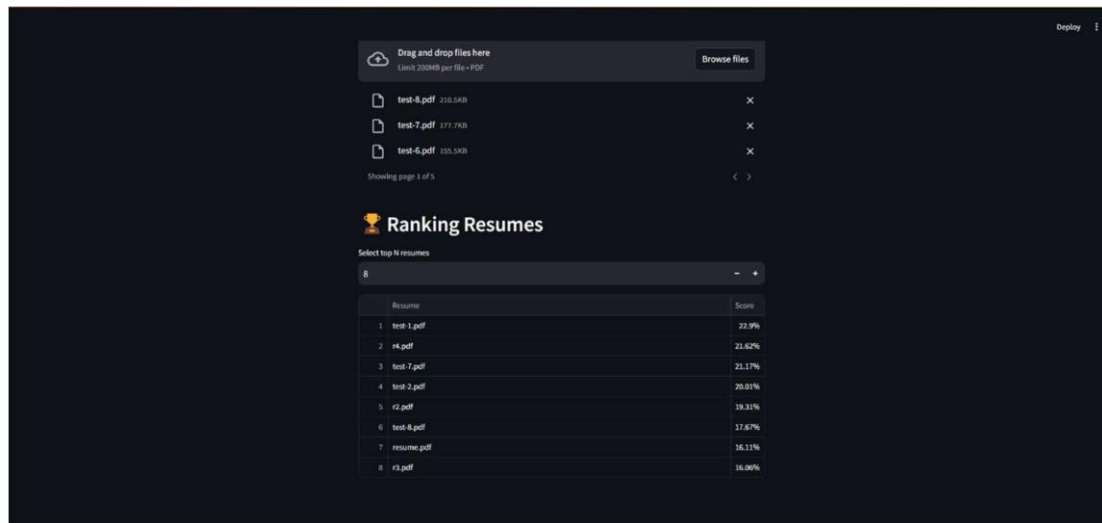 Deploy
Drag and drop files here
Limit 200MB per file • PDF
Browse files
test-8.pdf 210.5KB
test-7.pdf 177.7KB
test-6.pdf 155.5KB
Showing page 1 of 5
Ranking Resumes
Select top N resumes
8
Resume Score
1 test-1.pdf 22.9%
2 r4.pdf 21.62%
3 test-7.pdf 21.17%
4 test-2.pdf 20.01%
5 r2.pdf 19.31%
6 test-8.pdf 17.67%
7 resume.pdf 16.11%
8 r3.pdf 16.06%